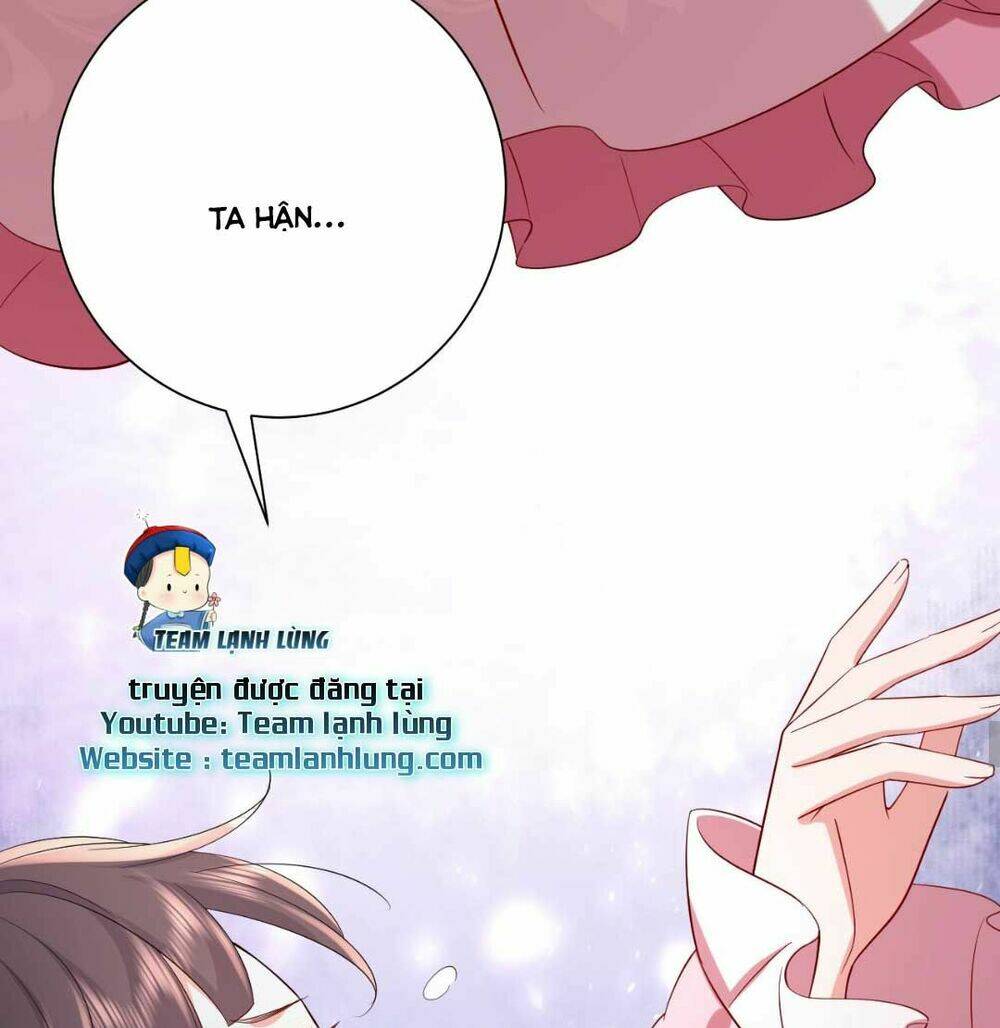 TA HẬN...
TEAM LẠNH LÙNG
truyện được đăng tại
Youtube: Team lạnh lùng
Website : teamlanhlung.com